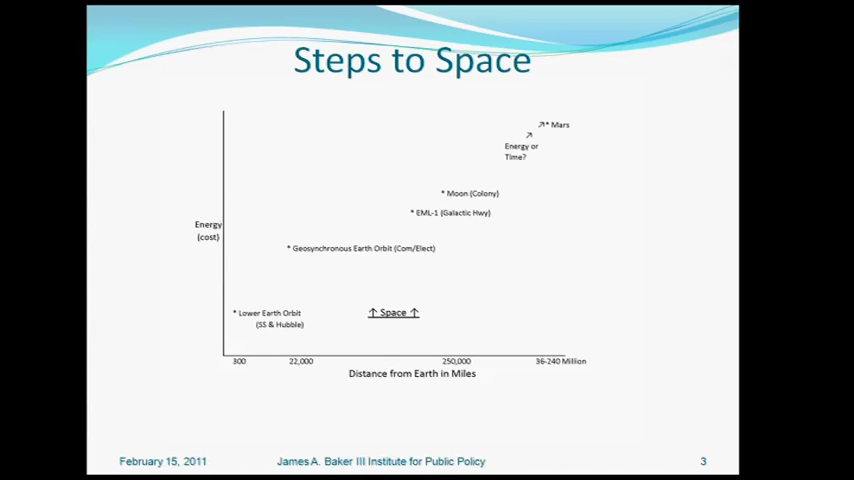 Steps to Space
↗* Mars
↗
Energy or
Time?
* Moon (Colony)
* EML-1 (Galactic Hwy)
Energy
(cost)
* Geosynchronous Earth Orbit (Com/Elect)
* Lower Earth Orbit
(SS & Hubble)
↑ Space ↑
300 22,000 250,000 36-240 Million
Distance from Earth in Miles
February 15, 2011 James A. Baker III Institute for Public Policy 3